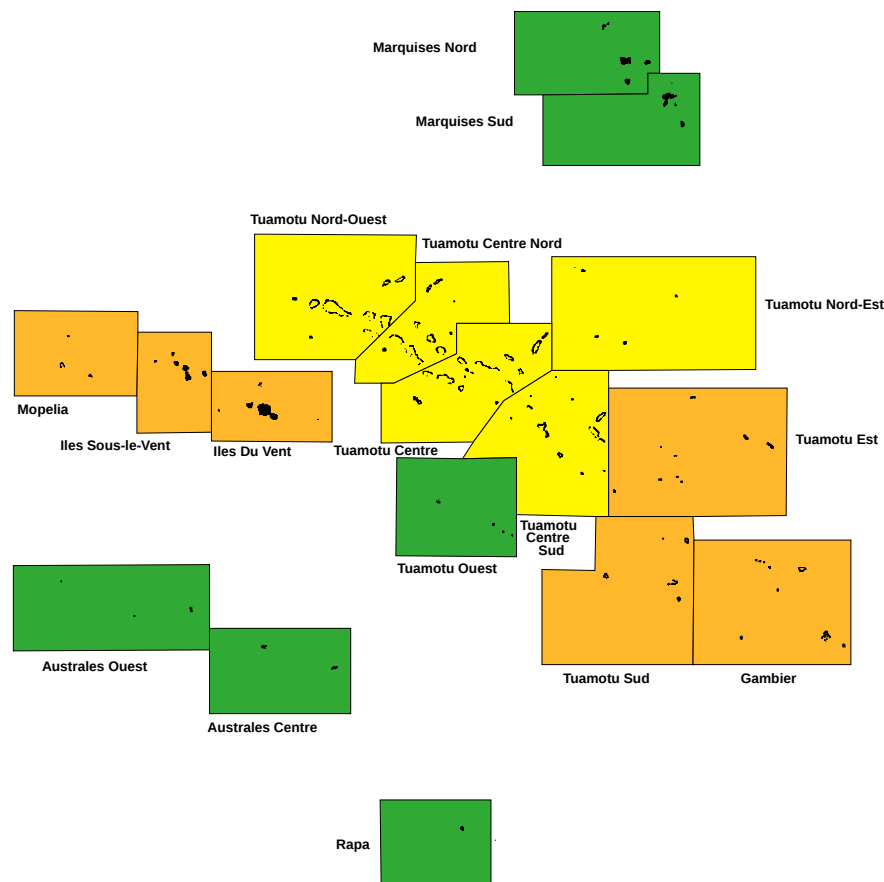 Marquises Nord
Marquises Sud
Tuamotu Nord-Ouest
Tuamotu Centre Nord
Tuamotu Nord-Est
Mopelia
Iles Sous-le-Vent
Iles Du Vent
Tuamotu Centre
Tuamotu Est
Tuamotu
Centre
Sud
Tuamotu Ouest
Australes Ouest
Tuamotu Sud
Gambier
Australes Centre
Rapa